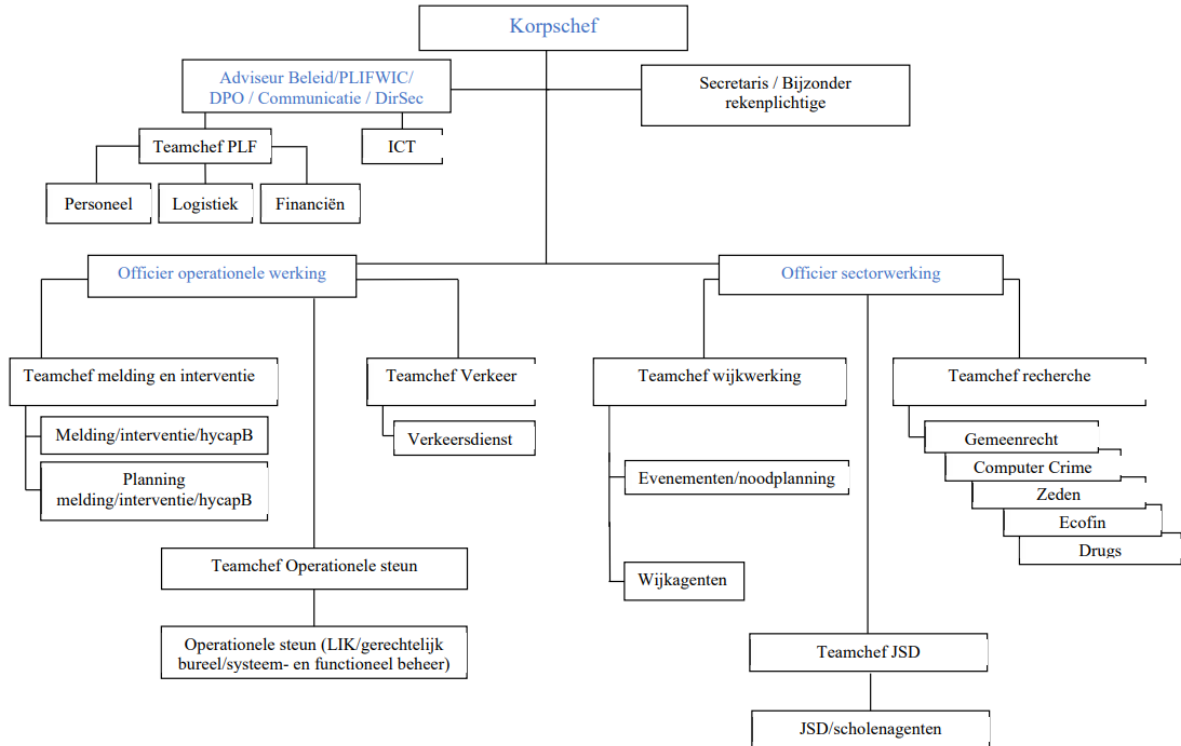 Korpschef
Adviseur Beleid/PLIFWIC/
DPO / Communicatie / DirSec
Secretaris / Bijzonder
rekenplichtige
Teamchef PLF
ICT
Personeel
Logistiek
Financiën
Officier operationele werking
Officier sectorwerking
Teamchef melding en interventie
Teamchef Verkeer
Teamchef wijkwerking
Teamchef recherche
Melding/interventie/hycapB
Verkeersdienst
Gemeenrecht
Planning
melding/interventie/hycapB
Evenementen/noodplanning
Computer Crime
Zeden
Ecofin
Drugs
Teamchef Operationele steun
Wijkagenten
Operationele steun (LIK/gerechtelijk
bureel/systeem- en functioneel beheer)
Teamchef JSD
JSD/scholenagenten